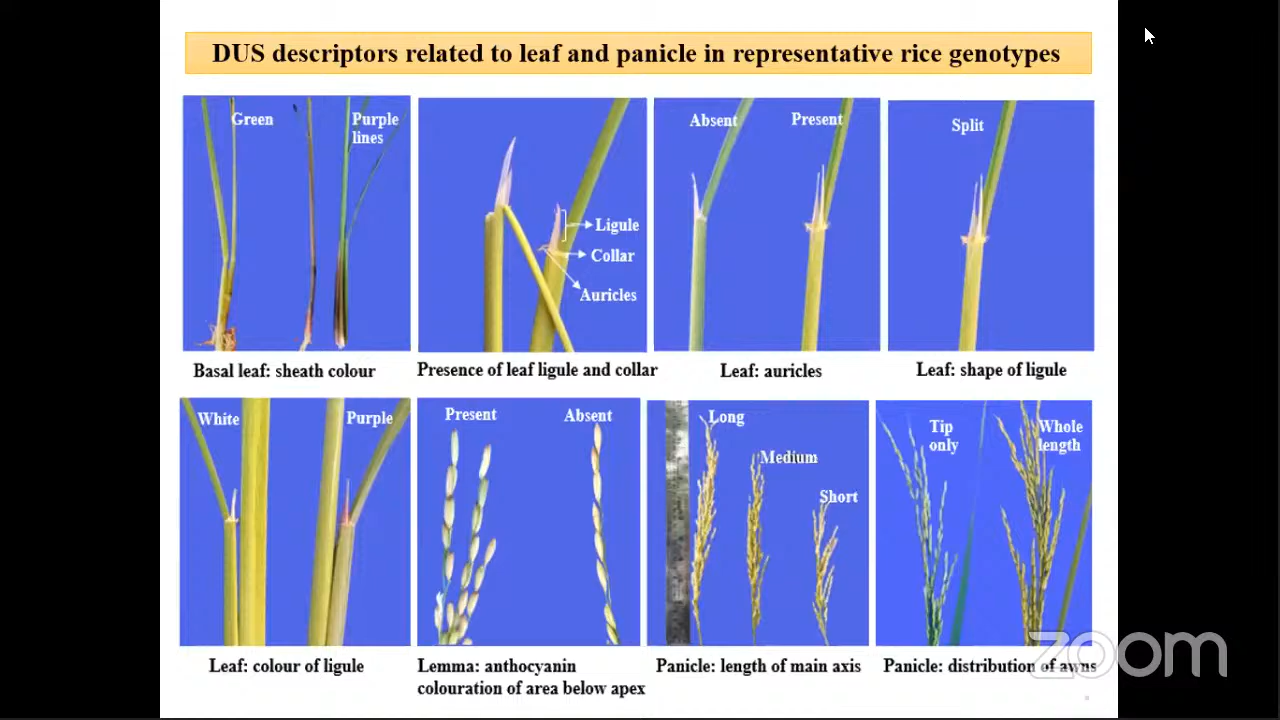 DUS descriptors related to leaf and panicle in representative rice genotypes
Green
Purple
lines
Basal leaf: sheath colour
Ligule
Collar
Auricles
Presence of leaf ligule and collar
Absent
Present
Leaf: auricles
Split
Leaf: shape of ligule
White
Purple
Leaf: colour of ligule
Present
Absent
Lemma: anthocyanin
colouration of area below apex
Long
Medium
Short
Panicle: length of main axis
Tip
only
Whole
length
Panicle: distribution of awns
zoom